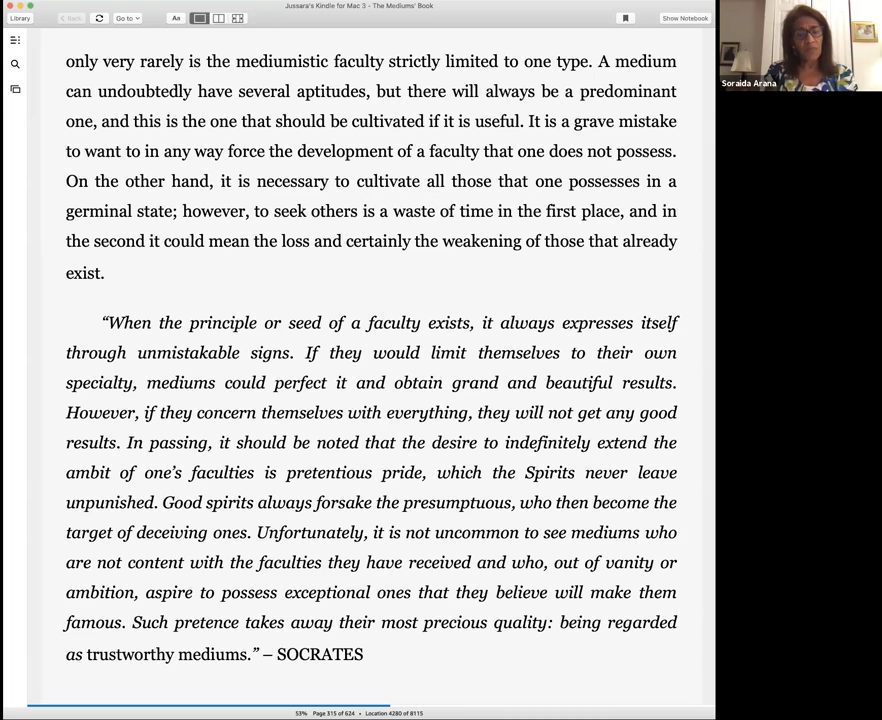 Jussara's Kindle for Mac 3 - The Mediums' Book
Library
Back
Go to
Aa
Show Notebook
only very rarely is the mediumistic faculty strictly limited to one type. A medium
can undoubtedly have several aptitudes, but there will always be a predominant
one, and this is the one that should be cultivated if it is useful. It is a grave mistake
to want to in any way force the development of a faculty that one does not possess.
On the other hand, it is necessary to cultivate all those that one possesses in a
germinal state; however, to seek others is a waste of time in the first place, and in
the second it could mean the loss and certainly the weakening of those that already
exist.
“When the principle or seed of a faculty exists, it always expresses itself
through unmistakable signs. If they would limit themselves to their own
specialty, mediums could perfect it and obtain grand and beautiful results.
However, if they concern themselves with everything, they will not get any good
results. In passing, it should be noted that the desire to indefinitely extend the
ambit of one’s faculties is pretentious pride, which the Spirits never leave
unpunished. Good spirits always forsake the presumptuous, who then become the
target of deceiving ones. Unfortunately, it is not uncommon to see mediums who
are not content with the faculties they have received and who, out of vanity or
ambition, aspire to possess exceptional ones that they believe will make them
famous. Such pretence takes away their most precious quality: being regarded
as trustworthy mediums.” – SOCRATES
53% Page 315 of 624 • Location 4280 of 8115
Soraida Arana